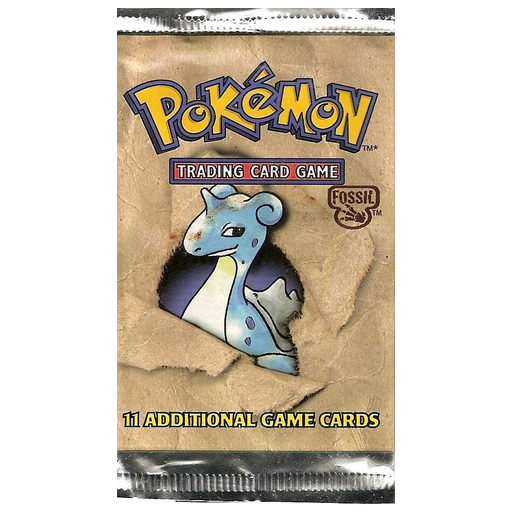 POKéMON
TM*
TRADING CARD GAME
FOSSIL
TM
11 ADDITIONAL GAME CARDS